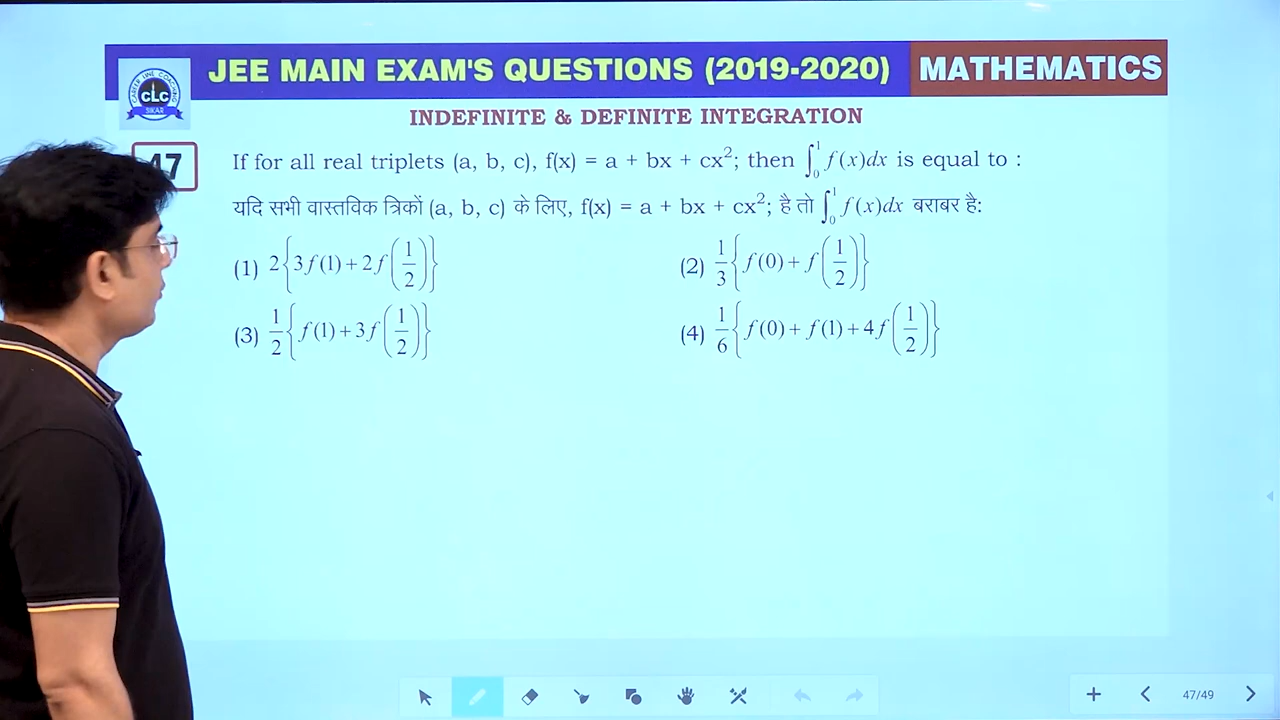 JEE MAIN EXAM'S QUESTIONS (2019-2020) MATHEMATICS
CLC
SIKAR
INDEFINITE & DEFINITE INTEGRATION
47 If for all real triplets (a, b, c), f(x) = a + bx + cx²; then ∫₀¹ f(x)dx is equal to :
यदि सभी वास्तविक त्रिकों (a, b, c) के लिए, f(x) = a + bx + cx²; है तो ∫₀¹ f(x)dx बराबर है:
(1) 2{3f(1)+2f(1/2)} (2) 1/3{f(0)+f(1/2)}
(3) 1/2{f(1)+3f(1/2)} (4) 1/6{f(0)+f(1)+4f(1/2)}
47/49